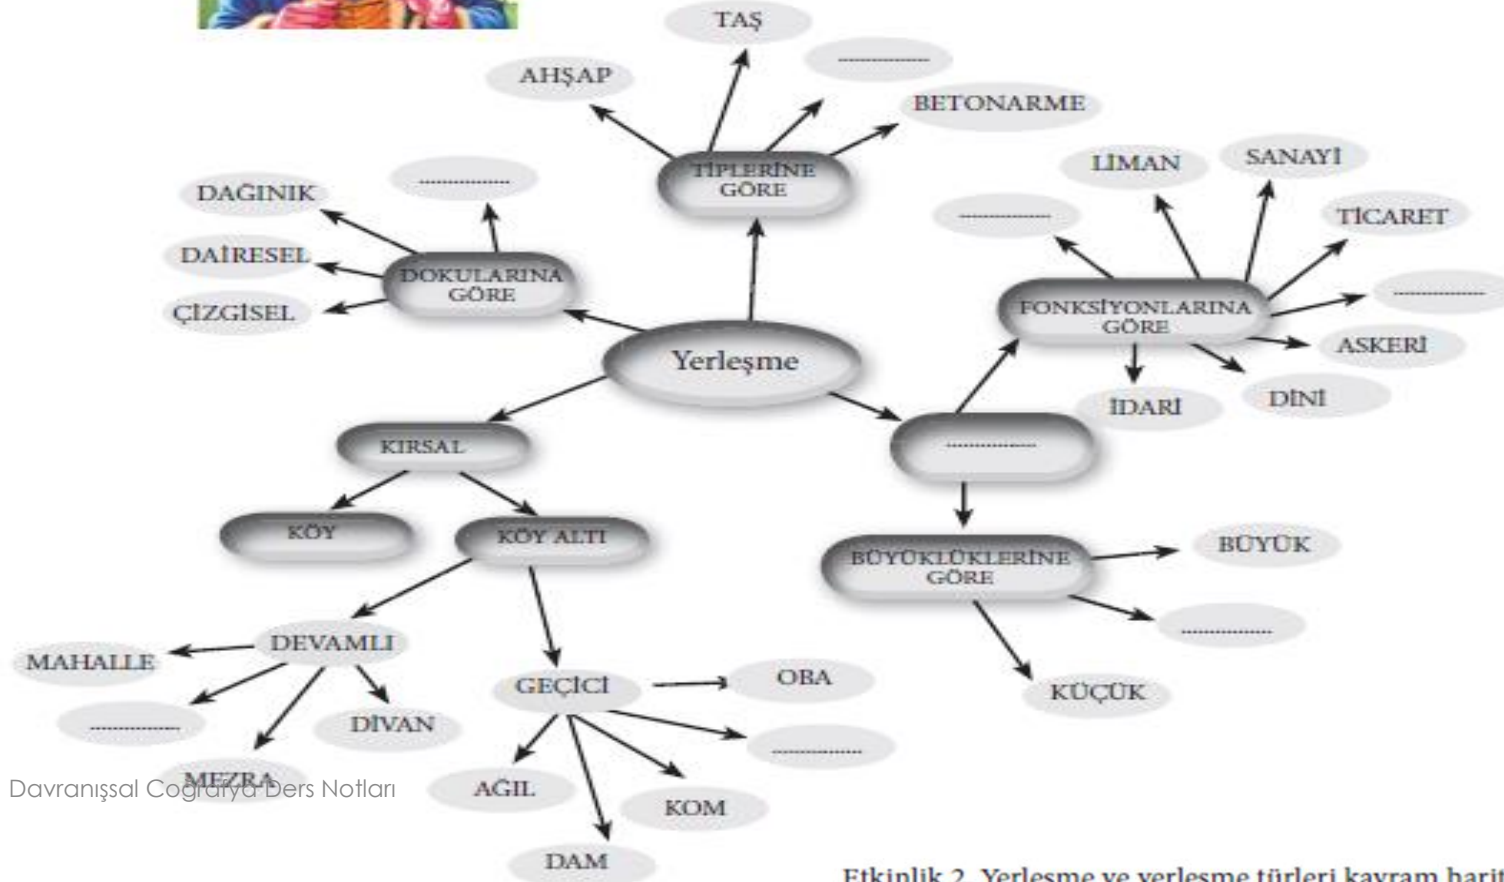 TAŞ
...............
AHŞAP
BETONARME
TİPLERİNE
GÖRE
LİMAN
SANAYİ
...............
TİCARET
DAĞINIK
...............
DAİRESEL
DOKULARINA
GÖRE
ÇİZGİSEL
FONKSİYONLARINA
GÖRE
...............
ASKERİ
DİNİ
İDARİ
Yerleşme
KIRSAL
...............
KÖY
KÖY ALTI
BÜYÜKLÜKLERİNE
GÖRE
BÜYÜK
...............
KÜÇÜK
DEVAMLI
MAHALLE
...............
DİVAN
MEZRA
GEÇİCİ
OBA
...............
AĞIL
KOM
DAM
Davranışsal Coğrafya Ders Notları
Etkinlik 2. Yerleşme ve yerleşme türleri kavram